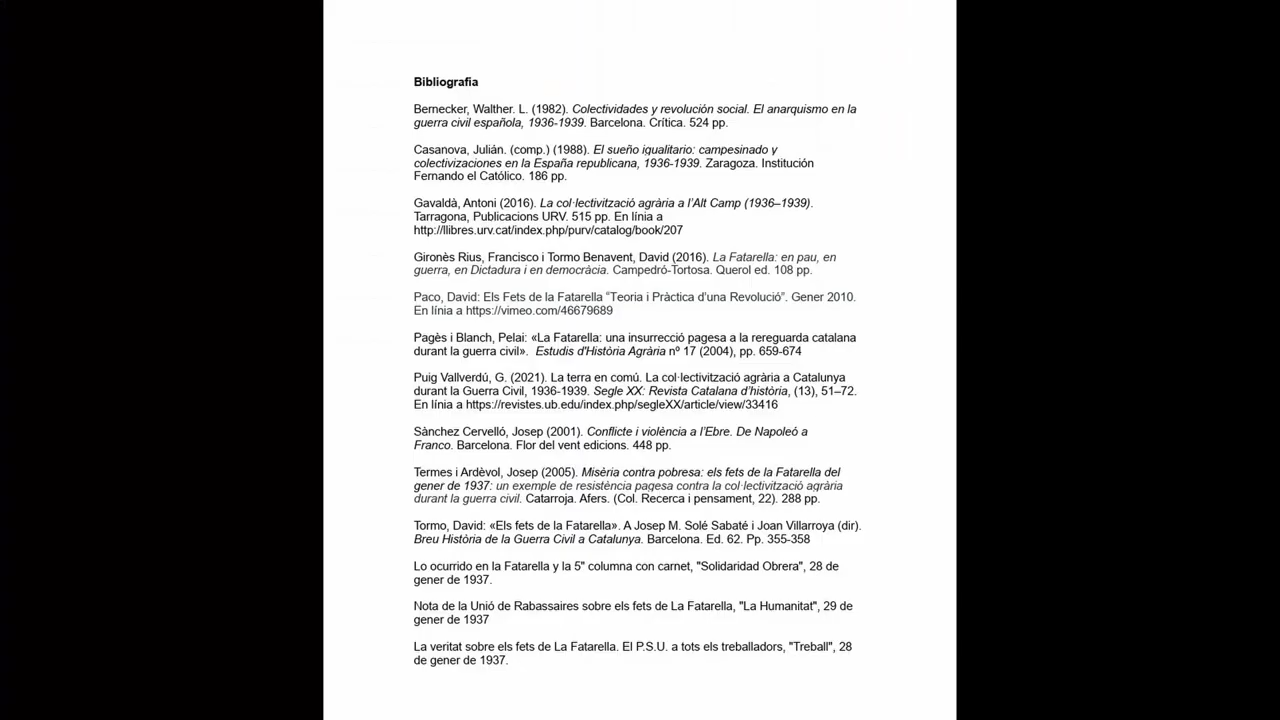 Bibliografia
Bernecker, Walther. L. (1982). Colectividades y revolución social. El anarquismo en la
guerra civil española, 1936-1939. Barcelona. Crítica. 524 pp.
Casanova, Julián. (comp.) (1988). El sueño igualitario: campesinado y
colectivizaciones en la España republicana, 1936-1939. Zaragoza. Institución
Fernando el Católico. 186 pp.
Gavaldà, Antoni (2016). La col·lectivització agrària a l’Alt Camp (1936–1939).
Tarragona, Publicacions URV. 515 pp. En línia a
http://llibres.urv.cat/index.php/purv/catalog/book/207
Gironès Rius, Francisco i Tormo Benavent, David (2016). La Fatarella: en pau, en
guerra, en Dictadura i en democràcia. Campedró-Tortosa. Querol ed. 108 pp.
Paco, David: Els Fets de la Fatarella “Teoria i Pràctica d’una Revolució”. Gener 2010.
En línia a https://vimeo.com/46679689
Pagès i Blanch, Pelai: «La Fatarella: una insurrecció pagesa a la rereguarda catalana
durant la guerra civil». Estudis d'Història Agrària nº 17 (2004), pp. 659-674
Puig Vallverdú, G. (2021). La terra en comú. La col·lectivització agrària a Catalunya
durant la Guerra Civil, 1936-1939. Segle XX: Revista Catalana d’història, (13), 51–72.
En línia a https://revistes.ub.edu/index.php/segleXX/article/view/33416
Sànchez Cervelló, Josep (2001). Conflicte i violència a l’Ebre. De Napoleó a
Franco. Barcelona. Flor del vent edicions. 448 pp.
Termes i Ardèvol, Josep (2005). Misèria contra pobresa: els fets de la Fatarella del
gener de 1937: un exemple de resistència pagesa contra la col·lectivització agrària
durant la guerra civil. Catarroja. Afers. (Col. Recerca i pensament, 22). 288 pp.
Tormo, David: «Els fets de la Fatarella». A Josep M. Solé Sabaté i Joan Villarroya (dir).
Breu Història de la Guerra Civil a Catalunya. Barcelona. Ed. 62. Pp. 355-358
Lo ocurrido en la Fatarella y la 5" columna con carnet, "Solidaridad Obrera", 28 de
gener de 1937.
Nota de la Unió de Rabassaires sobre els fets de La Fatarella, "La Humanitat", 29 de
gener de 1937
La veritat sobre els fets de La Fatarella. El P.S.U. a tots els treballadors, "Treball", 28
de gener de 1937.